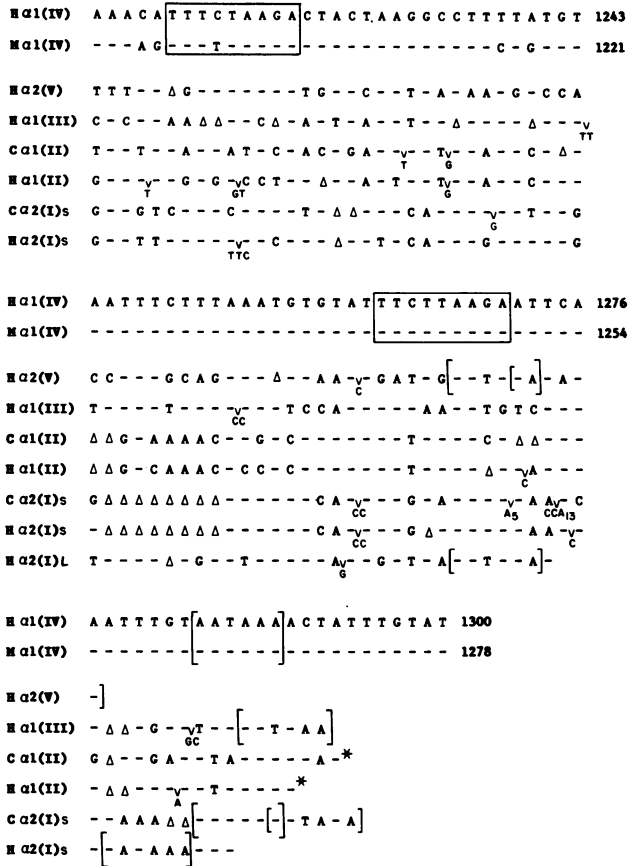 Hα1(IV) A A A C A T T T C T A A G A C T A C T A A G G C C T T T T A T G T 1243
Mα1(IV) - - - A G - - - T - - - - - - - - - - - - - - - - - C - G - - - 1221
Hα2(V) T T T - - Δ G - - - - - - T G - - C - - T - A - A A - G - C C A
Hα1(III) C - C - - A A Δ Δ - - C Δ - A - T - A - - T - - Δ - - - - Δ - - v
TT
Cα1(II) T - - T - - A - - A T - C - A C - G A - - v - T v - - A - - C - Δ -
T G
Hα1(II) G - - - v - - G - G - v C C T - - Δ - - A - T - T v - - A - - C - -
T GT G
Cα2(I)S G - - G T C - - - C - - - - T - Δ Δ - - - C A - - - - v - - T - - G
G
Hα2(I)S G - - T T - - - - v - C - - - Δ - - T - C A - - - G - - - - - G
TTC
Hα1(IV) A A T T T C T T T A A A T G T G T A T T T C T T A A G A A T T C A 1276
Mα1(IV) - - - - - - - - - - - - - - - - - - - - - - - - - - - - - - - - - 1254
Hα2(V) C C - - - G C A G - - - Δ - - A A - v - G A T - G [ - - T - [ - A ] - A -
C
Hα1(III) T - - - - T - - - - v - - T C C A - - - - - A A - - T G T C - - -
CC
Cα1(II) Δ Δ G - A A A A C - - G - C - - - - - - - T - - - - C - Δ Δ - - -
Hα1(II) Δ Δ G - C A A A C - C C C - - - - - - - - T - - - - Δ - v A - - -
C
Cα2(I)S G Δ Δ Δ Δ Δ Δ Δ Δ - - - - - - C A - v - - G - A - - - - v - A A v - C
CC A5 CCA13
Hα2(I)S - Δ Δ Δ Δ Δ Δ Δ Δ - - - - - - C A - v - - G Δ - - - - - A A - v -
CC C
Hα2(I)L T - - - - Δ - G - - T - - - - - A v - - G - T - A [ - - T - - A ] -
G
Hα1(IV) A A T T T G T [ A A T A A A ] A C T A T T T G T A T 1300
Mα1(IV) - - - - - - - [ - - - - - - ] - - - - - - - - - - - 1278
Hα2(V) - ]
Hα1(III) - Δ Δ - G - v T - - [ - - T - A A ]
GC
Cα1(II) G Δ - - G A - - T A - - - - - A - *
Hα1(II) - Δ Δ - - - v - - T - - - - - *
A
Cα2(I)S - - A A A Δ Δ [ - - - - - [ - ] - T A - A ]
Hα2(I)S - [ - A - A A A ] - - -